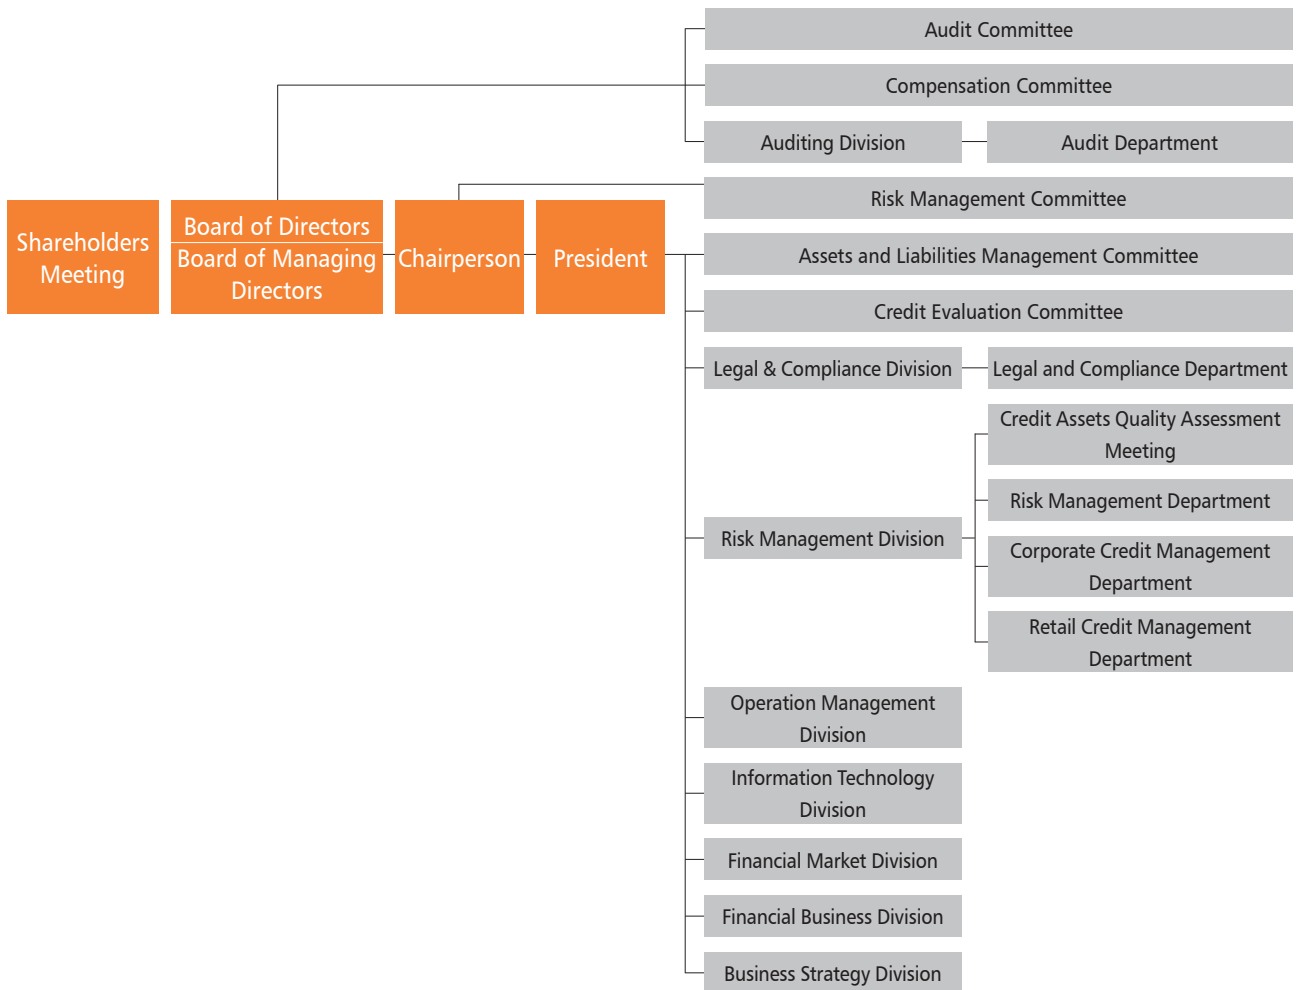 Audit Committee
Compensation Committee
Auditing Division
Audit Department
Risk Management Committee
Shareholders
Meeting
Board of Directors
Board of Managing
Directors
Chairperson
President
Assets and Liabilities Management Committee
Credit Evaluation Committee
Legal & Compliance Division
Legal and Compliance Department
Credit Assets Quality Assessment
Meeting
Risk Management Department
Risk Management Division
Corporate Credit Management
Department
Retail Credit Management
Department
Operation Management
Division
Information Technology
Division
Financial Market Division
Financial Business Division
Business Strategy Division